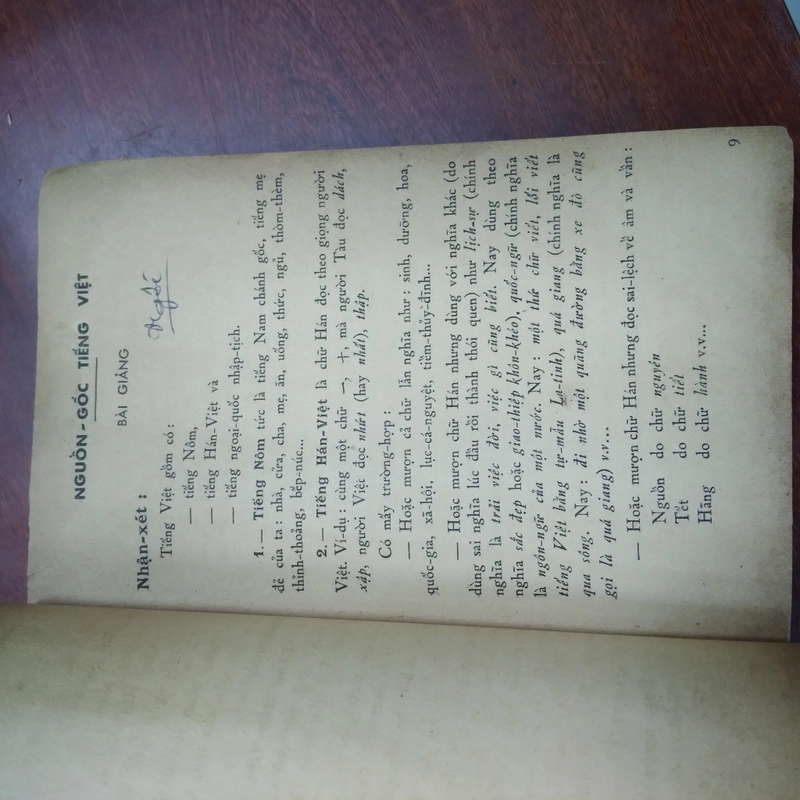 NGUỒN-GỐC TIẾNG VIỆT
BÀI GIẢNG
Ngôi
Nhận-xét :
Tiếng Việt gồm có :
— tiếng Nôm,
— tiếng Hán-Việt và
— tiếng ngoại-quốc nhập-tịch.
1.— Tiếng Nôm tức là tiếng Nam chánh gốc, tiếng mẹ
đẻ của ta : nhà, cửa, cha, mẹ, ăn, uống, thức, ngủ, thòm-thèm,
thỉnh-thoảng, bếp-núc...
2.— Tiếng Hán-Việt là chữ Hán đọc theo giọng người
Việt. Ví-dụ : cùng một chữ 一, 十, mà người Tàu đọc dách,
xập, người Việt đọc nhứt (hay nhất), thập.
Có mấy trường-hợp :
— Hoặc mượn cả chữ lẫn nghĩa như : sinh, dưỡng, hoa,
quốc-gia, xã-hội, lục-cá-nguyệt, tiềm-thủy-đĩnh...
— Hoặc mượn chữ Hán nhưng dùng với nghĩa khác (do
dùng sai nghĩa lúc đầu rồi thành thói quen) như lịch-sự (chính
nghĩa là trải việc đời, việc gì cũng biết. Nay dùng theo
nghĩa sắc đẹp hoặc giao-thiệp khôn-khéo), quốc-ngữ (chính nghĩa
là ngôn-ngữ của một nước. Nay : một thứ chữ viết, lối viết
tiếng Việt bằng tự-mẫu La-tinh), quá giang (chính nghĩa là
qua sông. Nay : đi nhờ một quãng đường bằng xe đò cũng
gọi là quá giang) v.v...
— Hoặc mượn chữ Hán nhưng đọc sai-lệch về âm và vần :
Nguồn do chữ nguyên
Tết do chữ tiết
Hăng do chữ hành v.v...
9